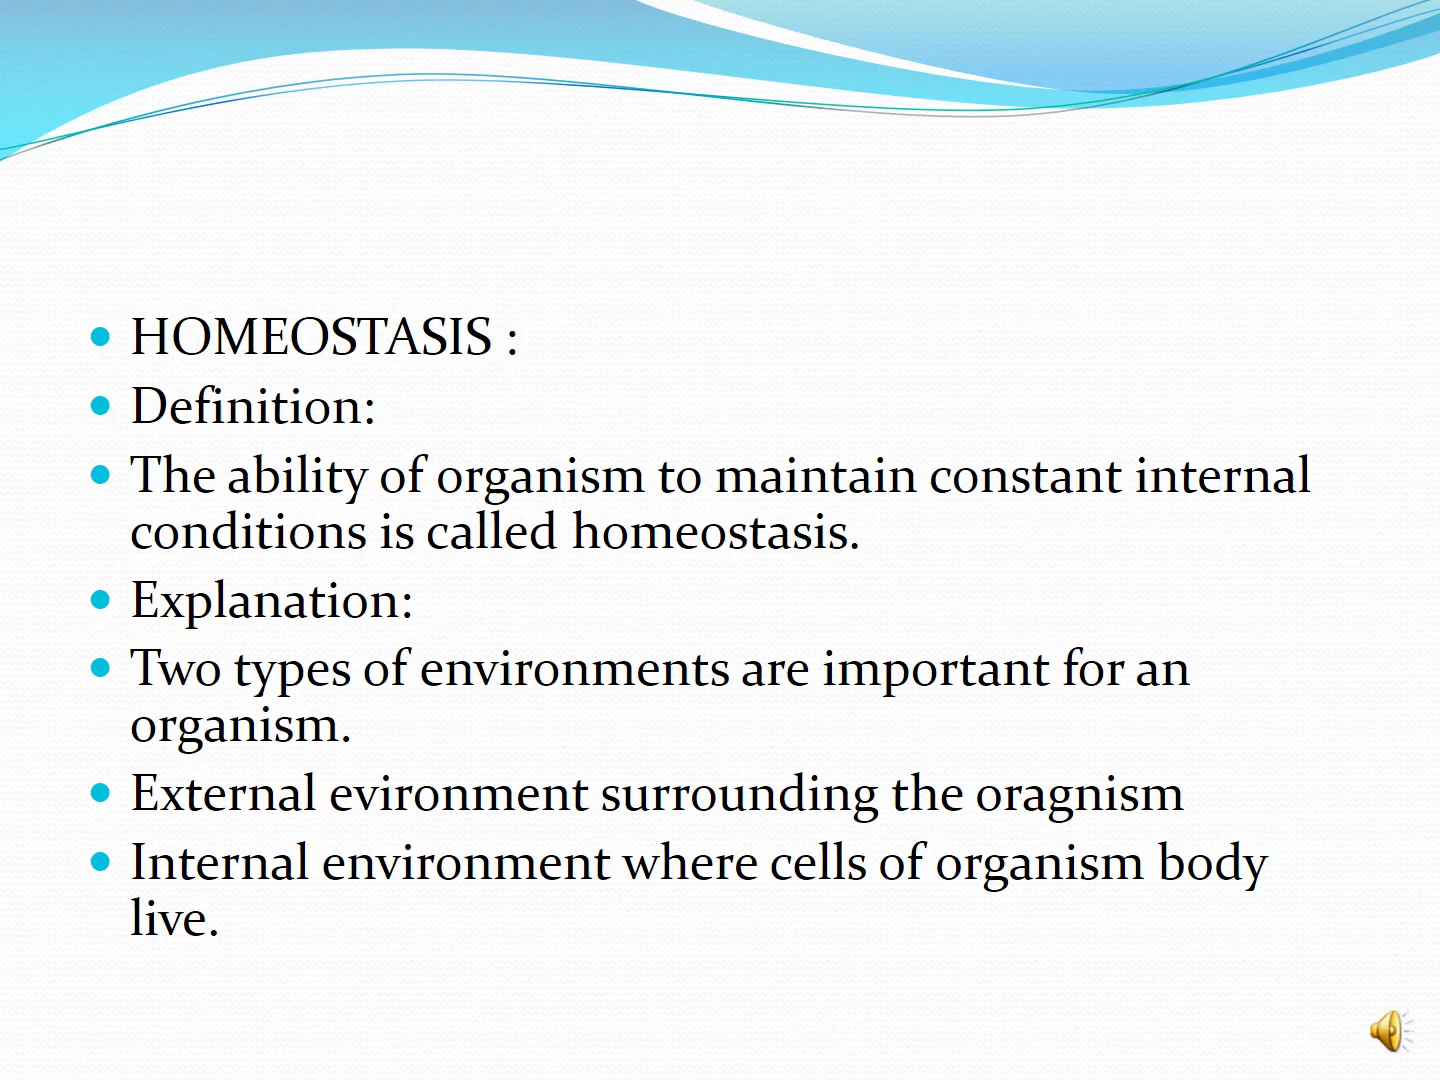 HOMEOSTASIS :
Definition:
The ability of organism to maintain constant internal
conditions is called homeostasis.
Explanation:
Two types of environments are important for an
organism.
External evironment surrounding the oragnism
Internal environment where cells of organism body
live.